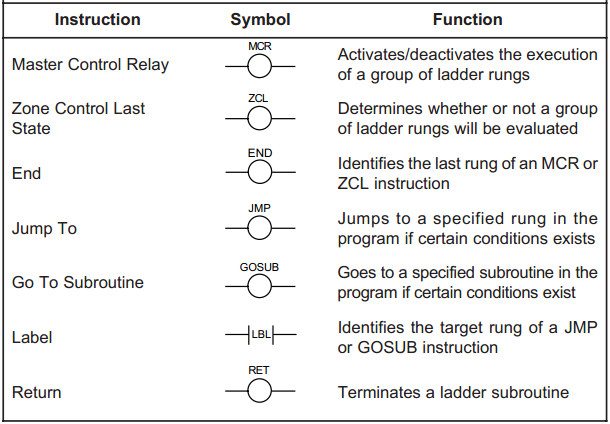 Instruction Symbol Function
Master Control Relay
MCR
Activates/deactivates the execution
of a group of ladder rungs
Zone Control Last
State
ZCL
Determines whether or not a group
of ladder rungs will be evaluated
End
END
Identifies the last rung of an MCR or
ZCL instruction
Jump To
JMP
Jumps to a specified rung in the
program if certain conditions exists
Go To Subroutine
GOSUB
Goes to a specified subroutine in the
program if certain conditions exist
Label
LBL
Identifies the target rung of a JMP
or GOSUB instruction
Return
RET
Terminates a ladder subroutine